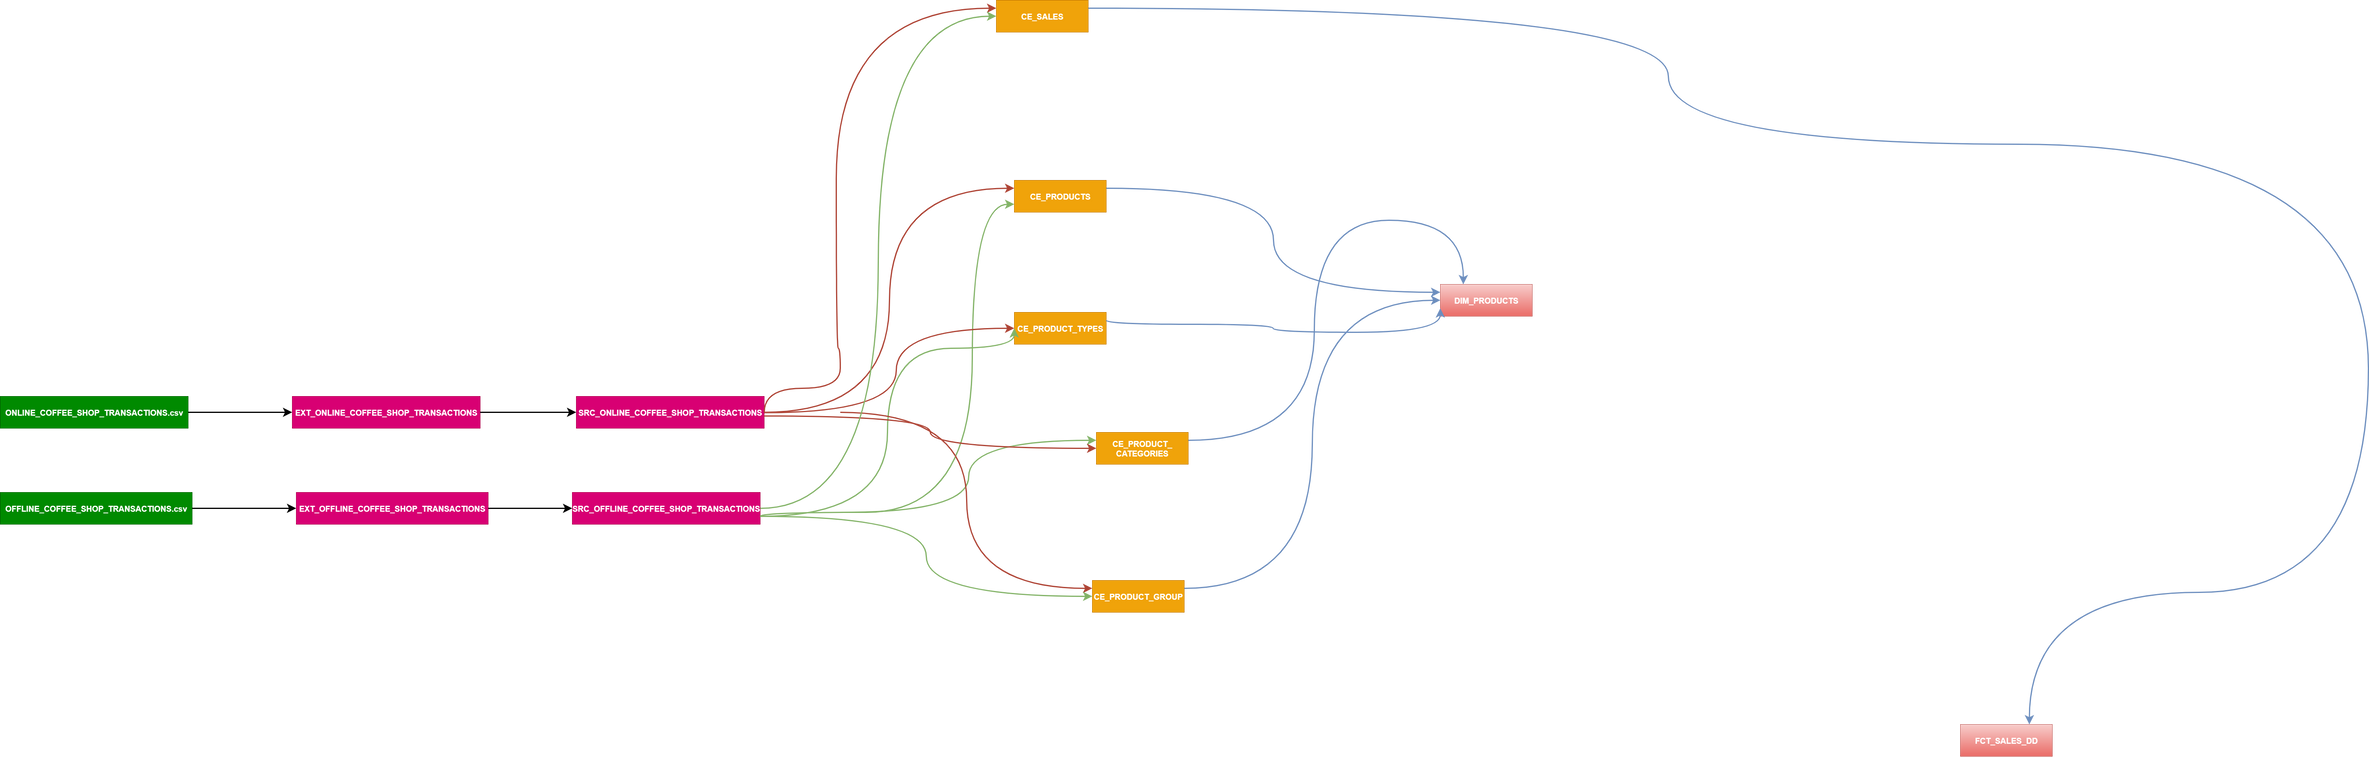 CE_SALES
CE_PRODUCTS
DIM_PRODUCTS
CE_PRODUCT_TYPES
ONLINE_COFFEE_SHOP_TRANSACTIONS.csv
EXT_ONLINE_COFFEE_SHOP_TRANSACTIONS
SRC_ONLINE_COFFEE_SHOP_TRANSACTIONS
CE_PRODUCT_
CATEGORIES
OFFLINE_COFFEE_SHOP_TRANSACTIONS.csv
EXT_OFFLINE_COFFEE_SHOP_TRANSACTIONS
SRC_OFFLINE_COFFEE_SHOP_TRANSACTIONS
CE_PRODUCT_GROUP
FCT_SALES_DD